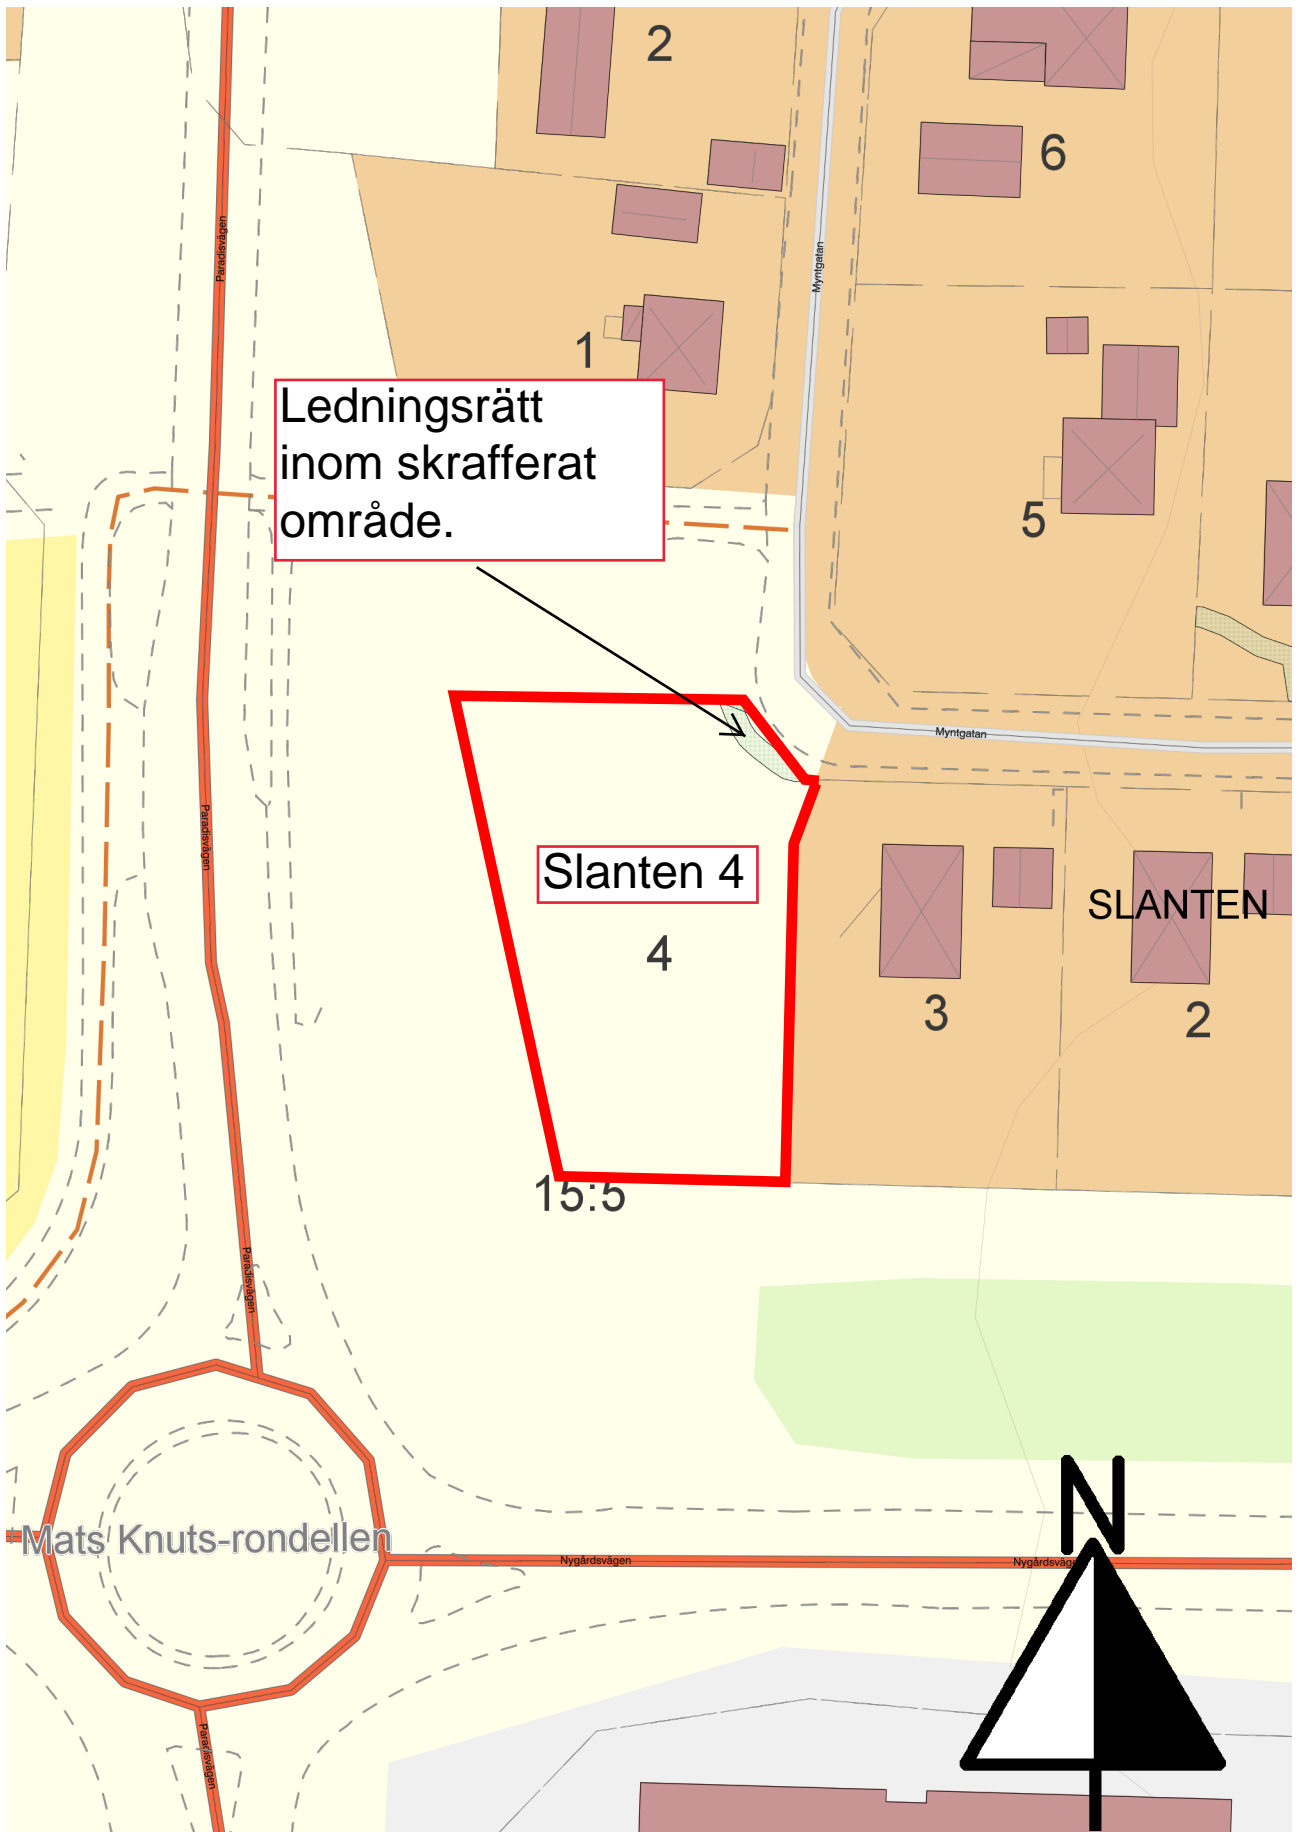 2
6
Paradisvägen
Myntgatan
1
Ledningsrätt
inom skrafferat
område.
5
Myntgatan
Paradisvägen
Slanten 4
SLANTEN
4
3
2
15:5
Paradisvägen
N
Mats Knuts-rondellen
Nygårdsvägen
Nygårdsväg
Paradisvägen